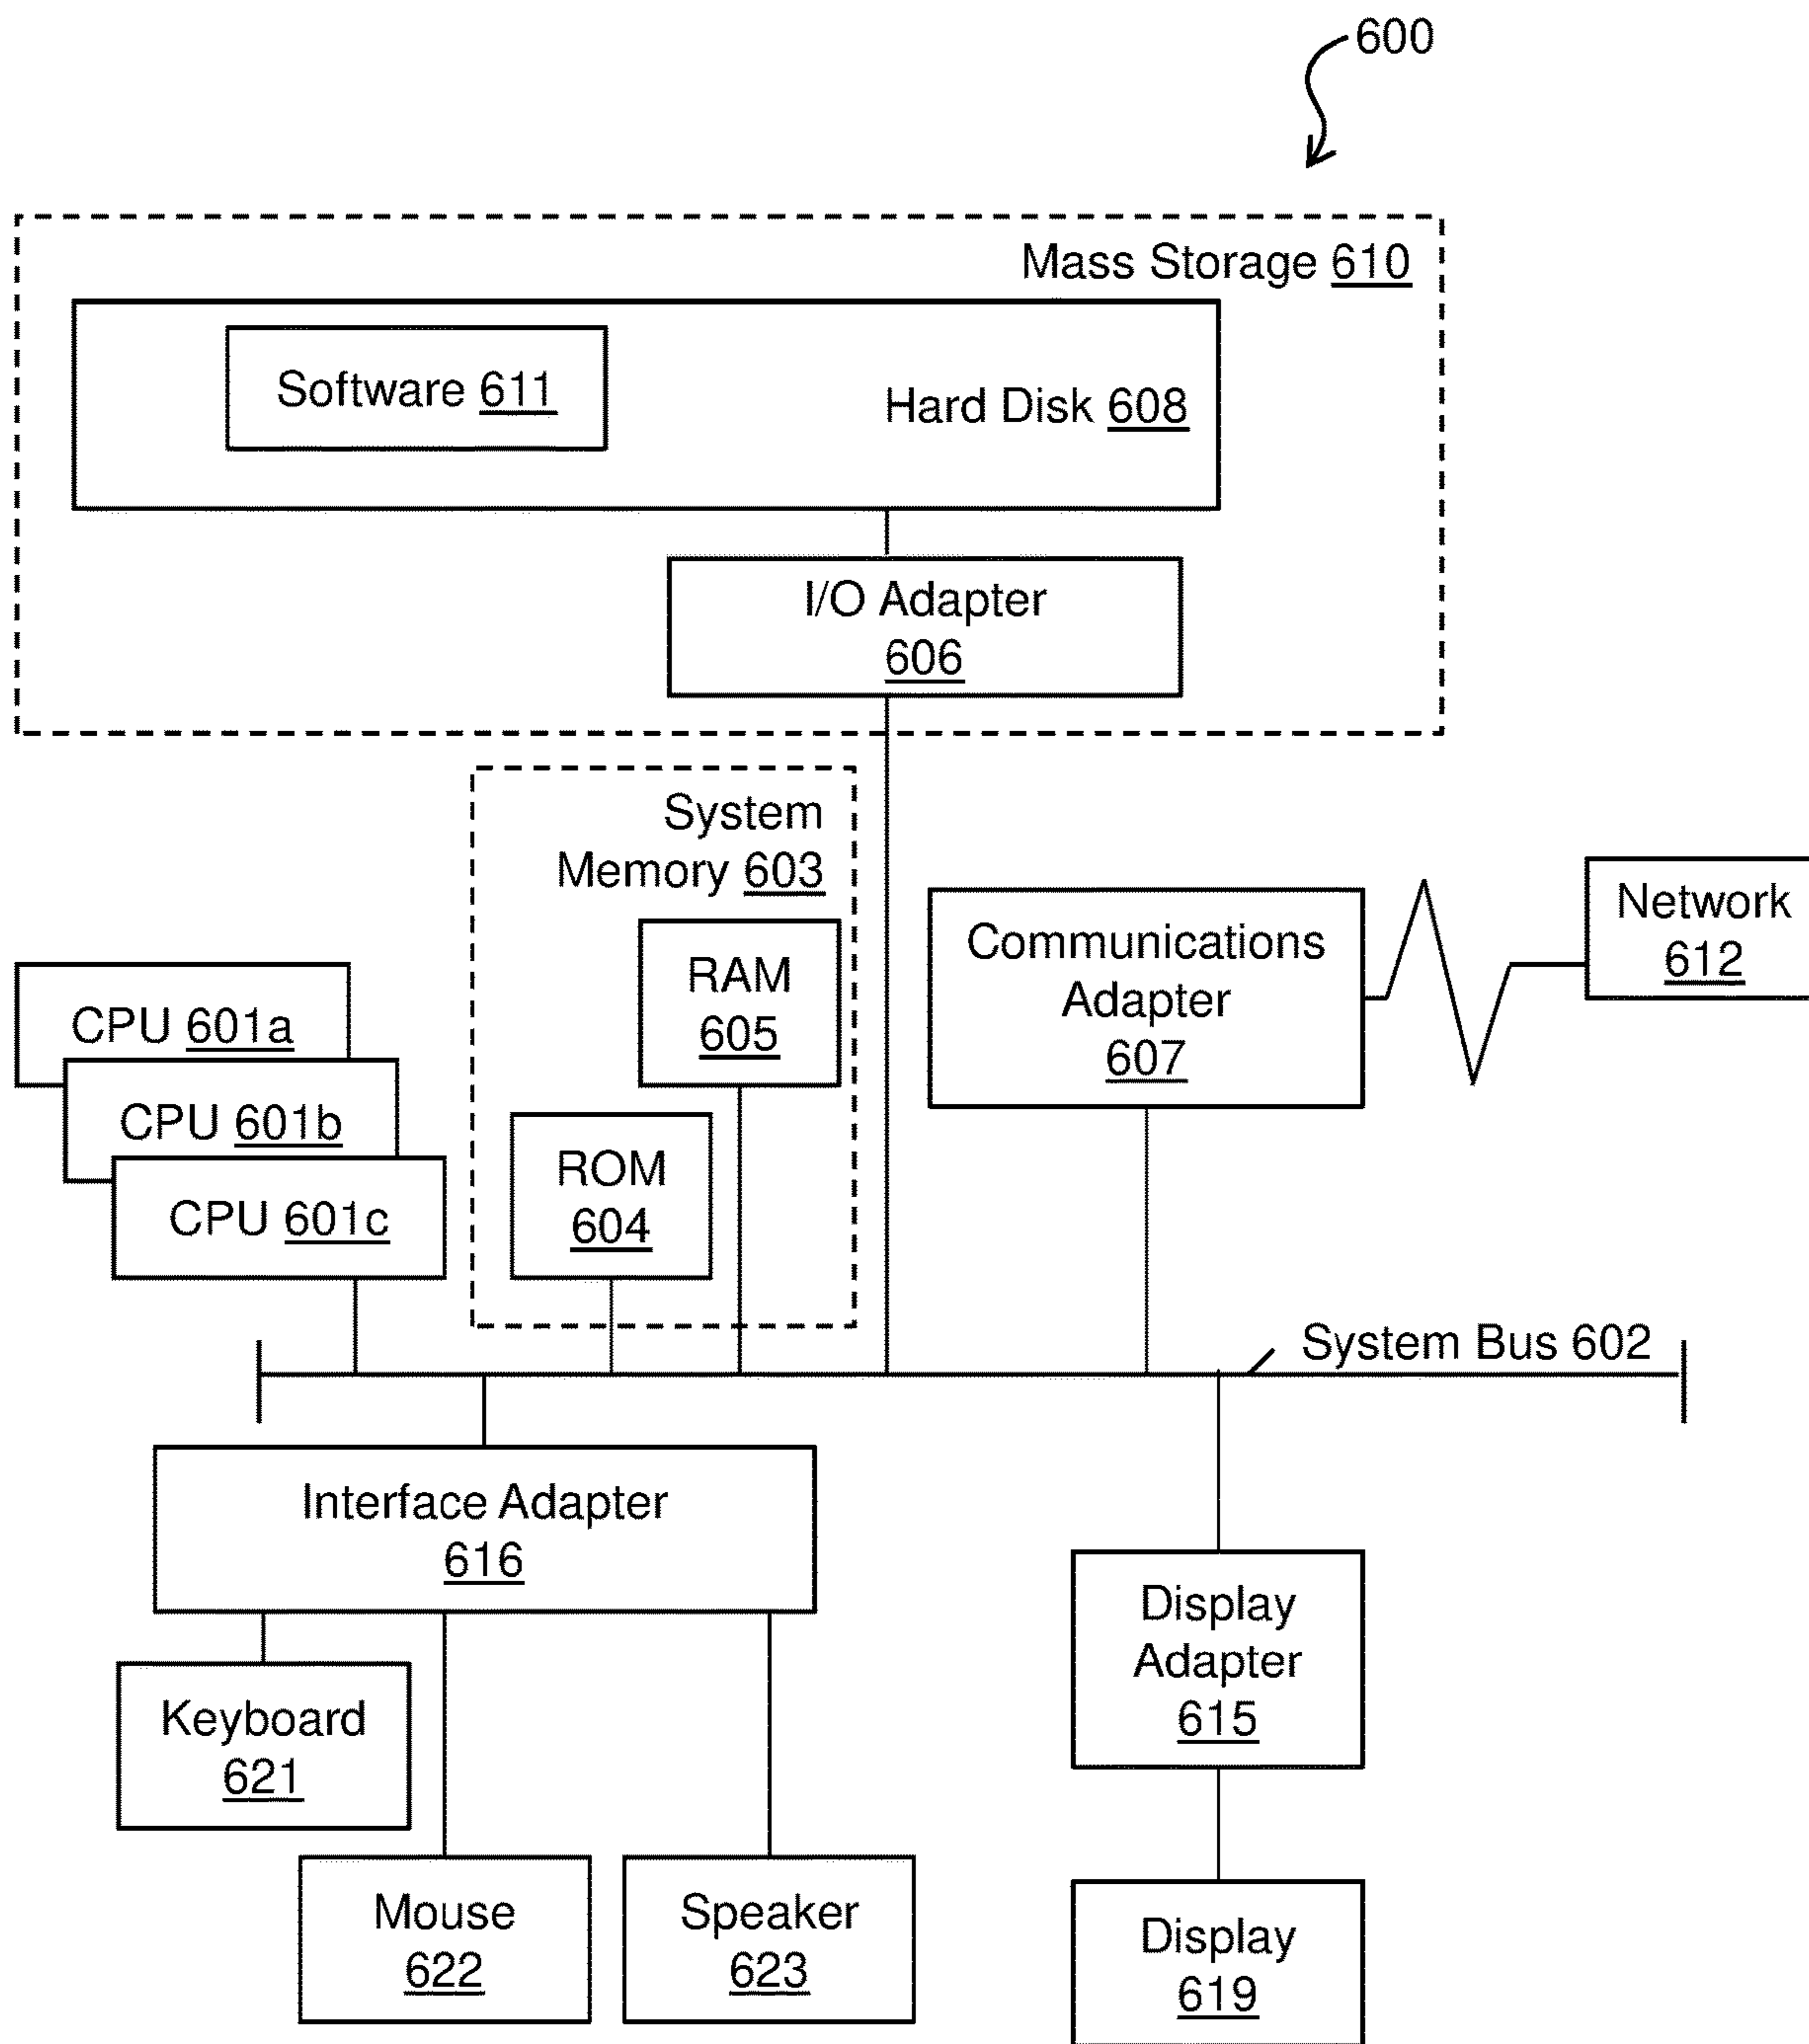 600
Mass Storage 610
Software 611
Hard Disk 608
I/O Adapter
606
System
Memory 603
RAM
605
ROM
604
CPU 601a
CPU 601b
CPU 601c
Communications
Adapter
607
Network
612
System Bus 602
Interface Adapter
616
Keyboard
621
Mouse
622
Speaker
623
Display
Adapter
615
Display
619